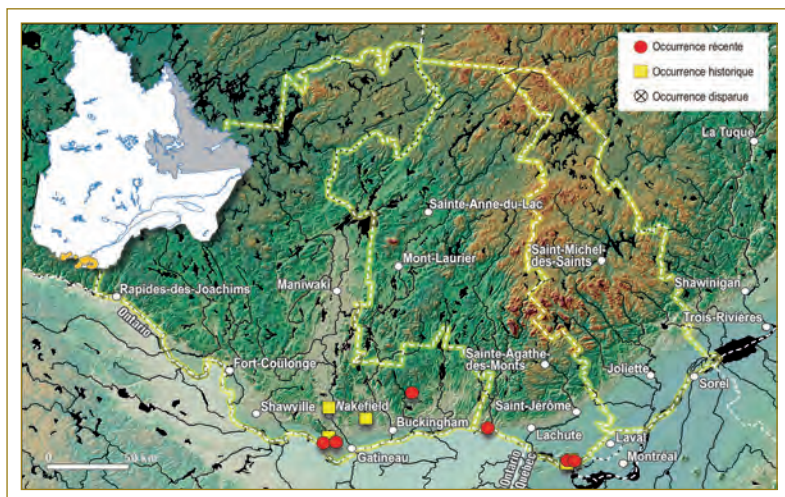 Occurrence récente
Occurrence historique
Occurrence disparue
La Tuque
Sainte-Anne-du-Lac
Saint-Michel
des-Saints
Mont-Laurier
Maniwaki
Shawinigan
Rapides-des-Joachims
Trois-Rivières
Ontario
Fort-Coulonge
Sainte-Agathe
des-Monts
Joliette
Sorel
Shawville
Wakefield
Saint-Jérôme
Buckingham
Lachute
Laval
Gatineau
Montréal
Ontario
Québec
0 50 km